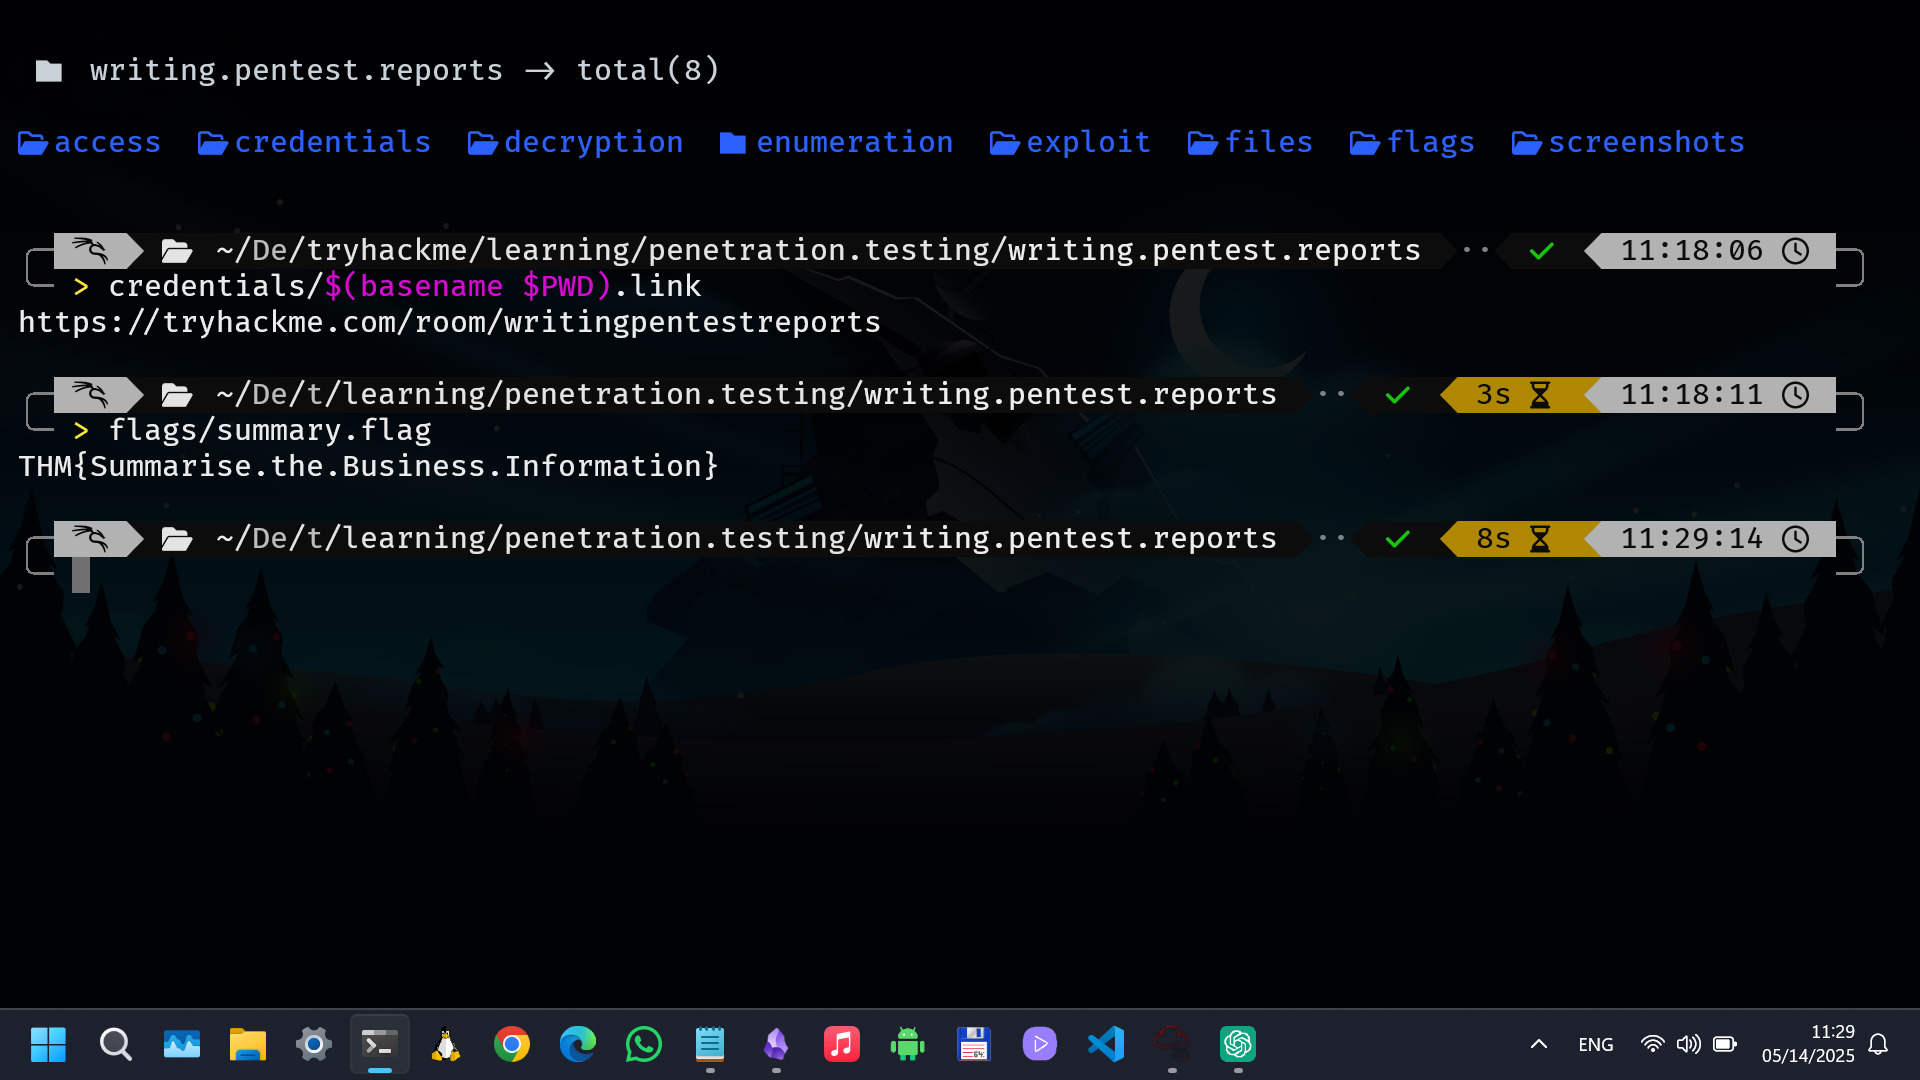 writing.pentest.reports → total(8)
access credentials decryption enumeration exploit files flags screenshots
~/De/tryhackme/learning/penetration.testing/writing.pentest.reports ·· ✓ 11:18:06
> credentials/$(basename $PWD).link
https://tryhackme.com/room/writingpentestreports
~/De/t/learning/penetration.testing/writing.pentest.reports ·· ✓ 3s 11:18:11
> flags/summary.flag
THM{Summarise.the.Business.Information}
~/De/t/learning/penetration.testing/writing.pentest.reports ·· ✓ 8s 11:29:14
64
ENG
11:29
05/14/2025